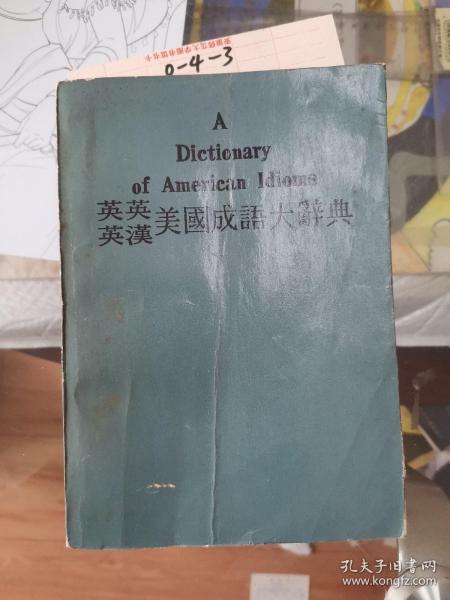 0-4-3
A
Dictionary
of American Idioms
英英
英漢
美國成語大辭典
孔夫子旧书网
www.kongfz.com